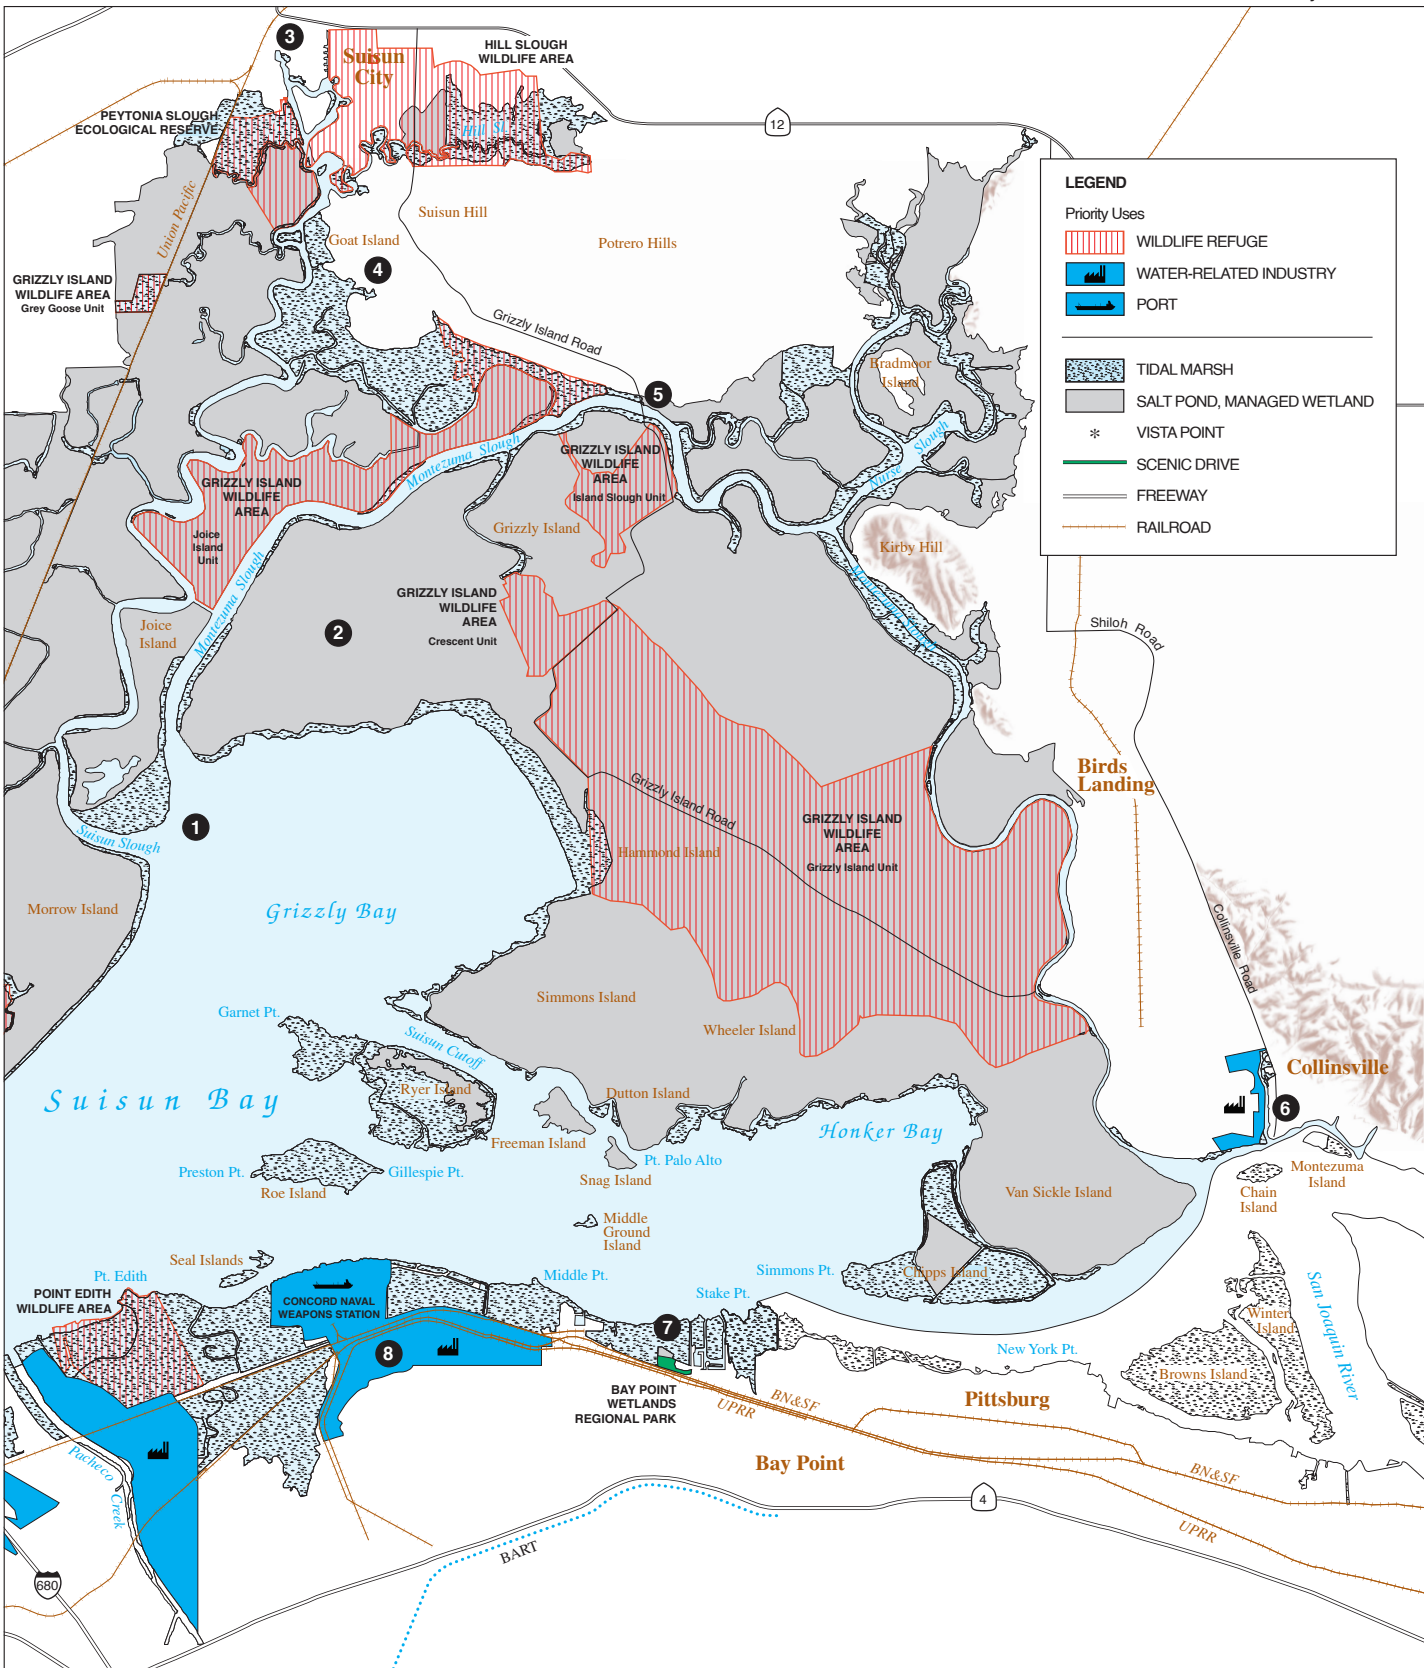 3
Suisun
City
HILL SLOUGH
WILDLIFE AREA
PEYTONIA SLOUGH
ECOLOGICAL RESERVE
Hill Sl.
12
Union Pacific
Suisun Hill
Goat Island
Potrero Hills
4
GRIZZLY ISLAND
WILDLIFE AREA
Grey Goose Unit
Grizzly Island Road
LEGEND
Priority Uses
WILDLIFE REFUGE
WATER-RELATED INDUSTRY
PORT
TIDAL MARSH
SALT POND, MANAGED WETLAND
* VISTA POINT
SCENIC DRIVE
FREEWAY
RAILROAD
Bradmoor
Island
5
Montezuma Slough
Nurse Slough
GRIZZLY ISLAND
WILDLIFE
AREA
Island Slough Unit
GRIZZLY ISLAND
WILDLIFE
AREA
Joice
Island
Unit
Grizzly Island
Kirby Hill
Montezuma Slough
Montezuma Slough
GRIZZLY ISLAND
WILDLIFE
AREA
Crescent Unit
Joice
Island
2
Shiloh Road
Birds
Landing
Grizzly Island Road
GRIZZLY ISLAND
WILDLIFE
AREA
Grizzly Island Unit
1
Suisun Slough
Hammond Island
Morrow Island
Grizzly Bay
Collinsville Road
Simmons Island
Garnet Pt.
Wheeler Island
Suisun Cutoff
Collinsville
Suisun Bay
Ryer Island
Dutton Island
6
Honker Bay
Freeman Island
Pt. Palo Alto
Preston Pt.
Gillespie Pt.
Snag Island
Roe Island
Van Sickle Island
Montezuma
Island
Chain
Island
Middle
Ground
Island
Seal Islands
Pt. Edith
POINT EDITH
WILDLIFE AREA
Middle Pt.
Simmons Pt.
Chipps Island
Stake Pt.
CONCORD NAVAL
WEAPONS STATION
San Joaquin River
Winter
Island
7
8
New York Pt.
Browns Island
BAY POINT
WETLANDS
REGIONAL PARK
BN&SF
UPRR
Pittsburg
Bay Point
Pacheco Creek
BN&SF
4
UPRR
BART
680